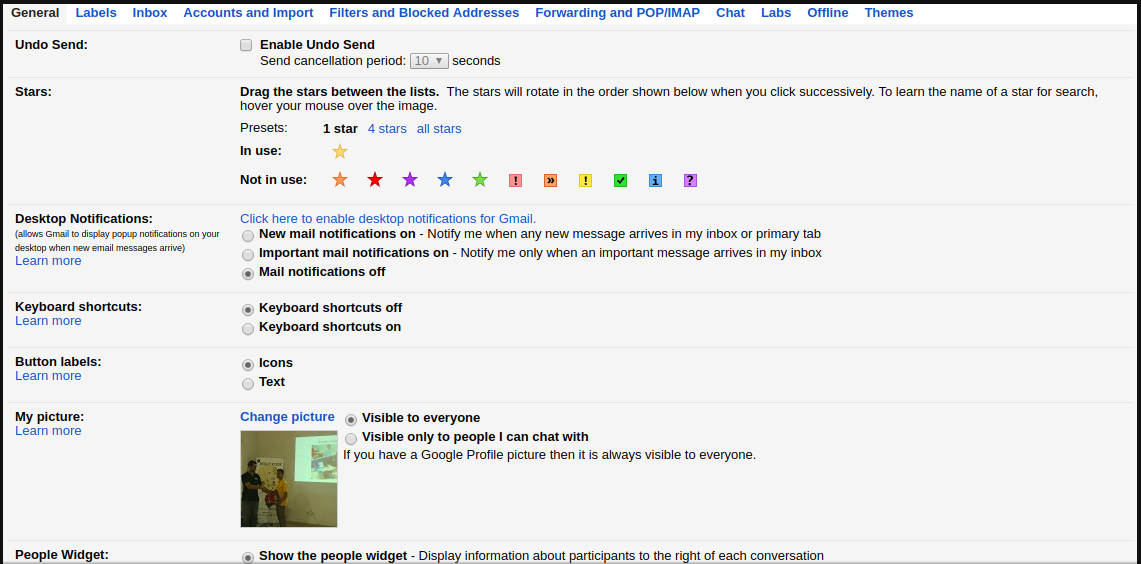 General Labels Inbox Accounts and Import Filters and Blocked Addresses Forwarding and POP/IMAP Chat Labs Offline Themes
Undo Send:
Enable Undo Send
Send cancellation period: 10 seconds
Stars:
Drag the stars between the lists. The stars will rotate in the order shown below when you click successively. To learn the name of a star for search,
hover your mouse over the image.
Presets: 1 star 4 stars all stars
In use:
Not in use: ! » ! i ?
Desktop Notifications:
(allows Gmail to display popup notifications on your
desktop when new email messages arrive)
Learn more
Click here to enable desktop notifications for Gmail.
New mail notifications on - Notify me when any new message arrives in my inbox or primary tab
Important mail notifications on - Notify me only when an important message arrives in my inbox
Mail notifications off
Keyboard shortcuts:
Learn more
Keyboard shortcuts off
Keyboard shortcuts on
Button labels:
Learn more
Icons
Text
My picture:
Learn more
Change picture
Visible to everyone
Visible only to people I can chat with
If you have a Google Profile picture then it is always visible to everyone.
People Widget:
Show the people widget - Display information about participants to the right of each conversation